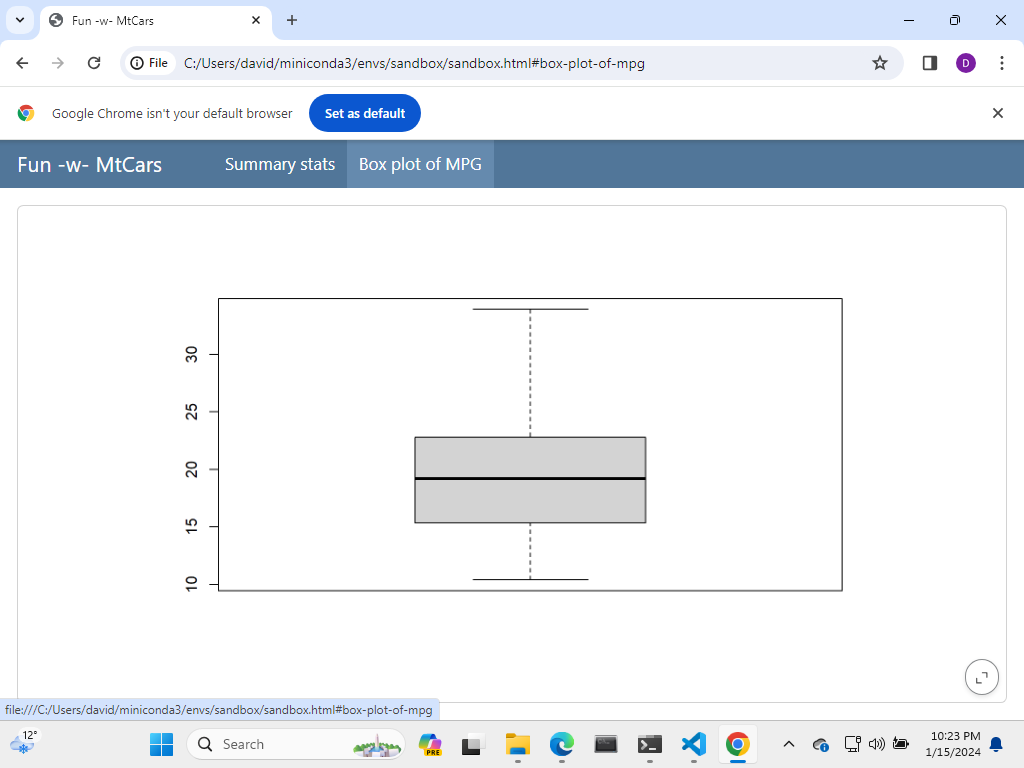 Fun -w- MtCars
File
C:/Users/david/miniconda3/envs/sandbox/sandbox.html#box-plot-of-mpg
D
Google Chrome isn't your default browser
Set as default
Fun -w- MtCars
Summary stats
Box plot of MPG
30
25
20
15
10
file:///C:/Users/david/miniconda3/envs/sandbox/sandbox.html#box-plot-of-mpg
12°
Search
PRE
10:23 PM
1/15/2024